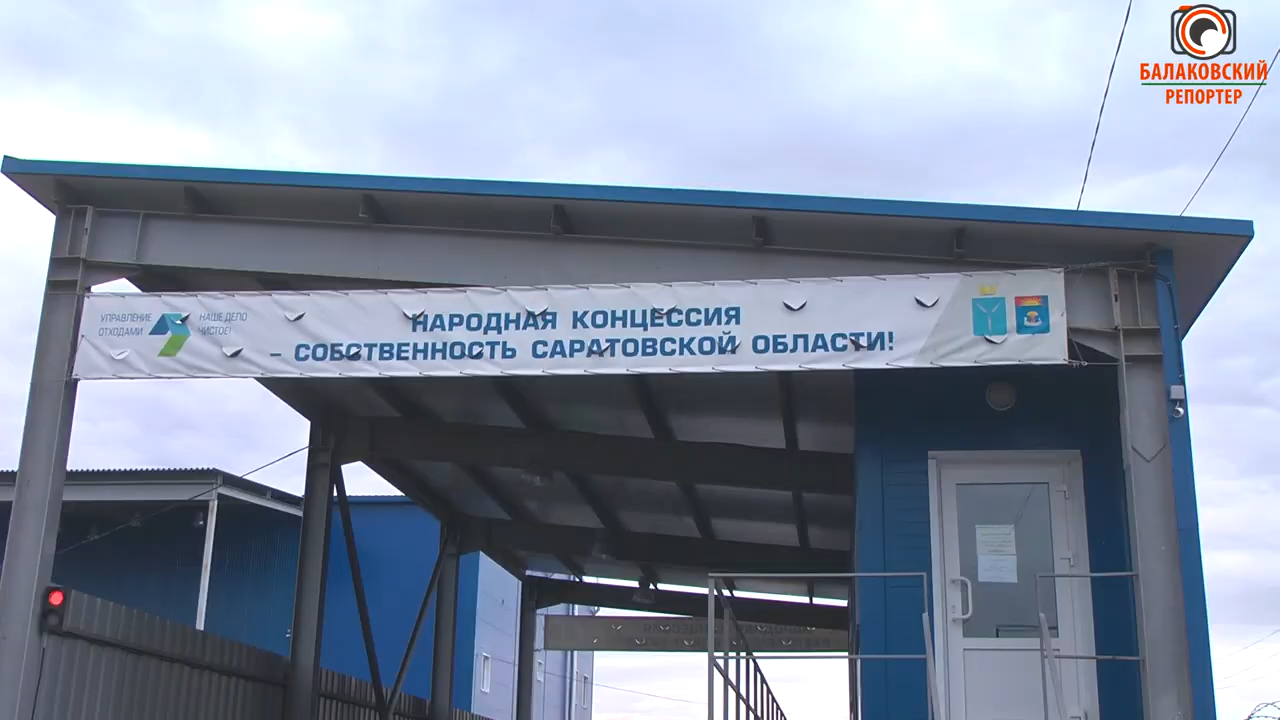 БАЛАКОВСКИЙ
РЕПОРТЕР
УПРАВЛЕНИЕ
ОТХОДАМИ
НАШЕ ДЕЛО
ЧИСТОЕ!
НАРОДНАЯ КОНЦЕССИЯ
– СОБСТВЕННОСТЬ САРАТОВСКОЙ ОБЛАСТИ!